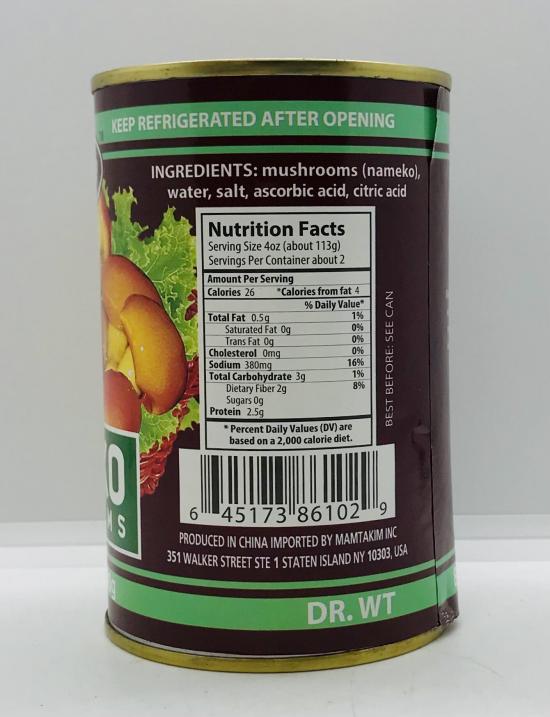 KEEP REFRIGERATED AFTER OPENING
INGREDIENTS: mushrooms (nameko),
water, salt, ascorbic acid, citric acid
Nutrition Facts
Serving Size 4oz (about 113g)
Servings Per Container about 2
Amount Per Serving
Calories 26 *Calories from fat 4
% Daily Value*
Total Fat 0.5g 1%
Saturated Fat 0g 0%
Trans Fat 0g 0%
Cholesterol 0mg 0%
Sodium 380mg 16%
Total Carbohydrate 3g 1%
Dietary Fiber 2g 8%
Sugars 0g
Protein 2.5g
* Percent Daily Values (DV) are
based on a 2,000 calorie diet.
BEST BEFORE: SEE CAN
6 45173 86102 9
PRODUCED IN CHINA IMPORTED BY MAMTAKIM INC
351 WALKER STREET STE 1 STATEN ISLAND NY 10303, USA
DR. WT